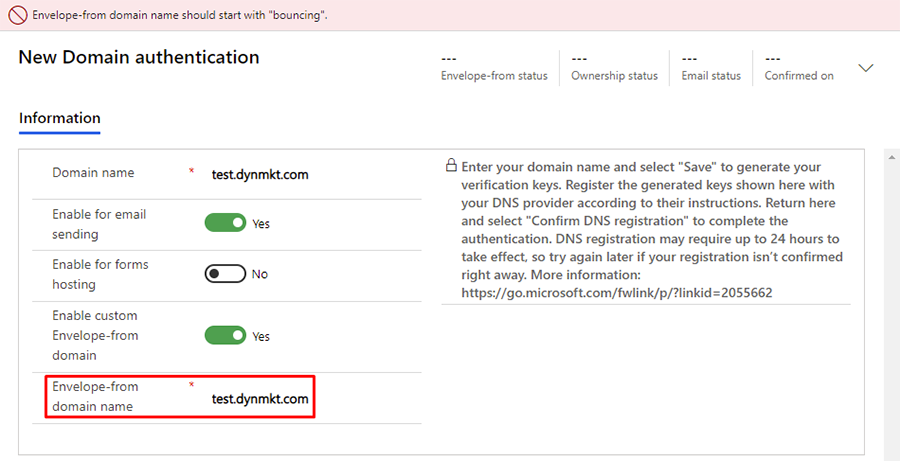 Envelope-from domain name should start with "bouncing".
New Domain authentication
---
Envelope-from status
---
Ownership status
---
Email status
---
Confirmed on
Information
Domain name
*
test.dynmkt.com
Enable for email
sending
Yes
Enable for forms
hosting
No
Enable custom
Envelope-from
domain
Yes
Envelope-from
domain name
*
test.dynmkt.com
Enter your domain name and select "Save" to generate your
verification keys. Register the generated keys shown here with
your DNS provider according to their instructions. Return here
and select "Confirm DNS registration" to complete the
authentication. DNS registration may require up to 24 hours to
take effect, so try again later if your registration isn’t confirmed
right away. More information:
https://go.microsoft.com/fwlink/p/?linkid=2055662